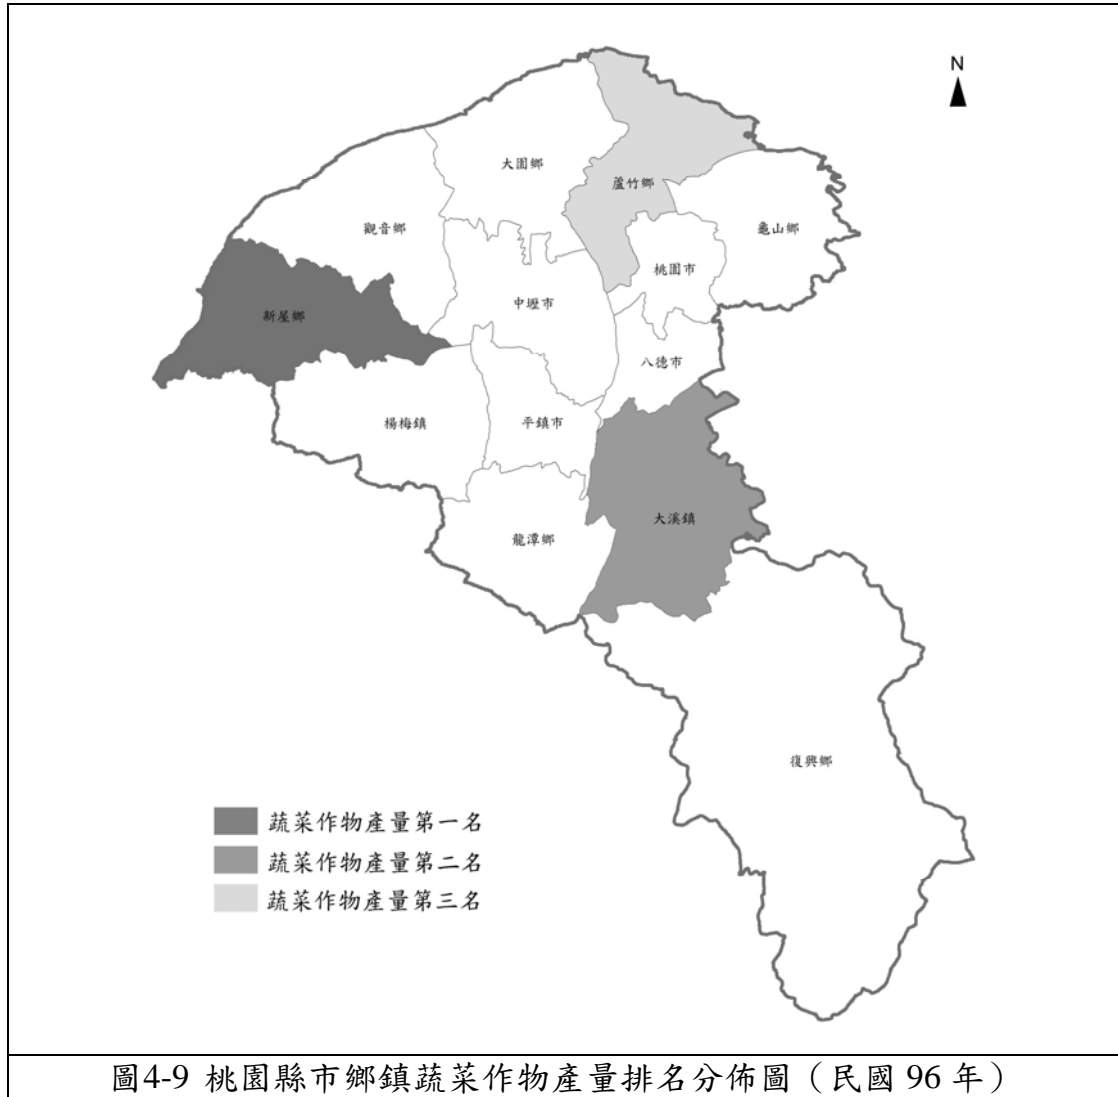 N
大園鄉
蘆竹鄉
觀音鄉
龜山鄉
桃園市
中壢市
新屋鄉
八德市
楊梅鎮
平鎮市
大溪鎮
龍潭鄉
復興鄉
蔬菜作物產量第一名
蔬菜作物產量第二名
蔬菜作物產量第三名
圖4-9 桃園縣市鄉鎮蔬菜作物產量排名分佈圖（民國 96 年）